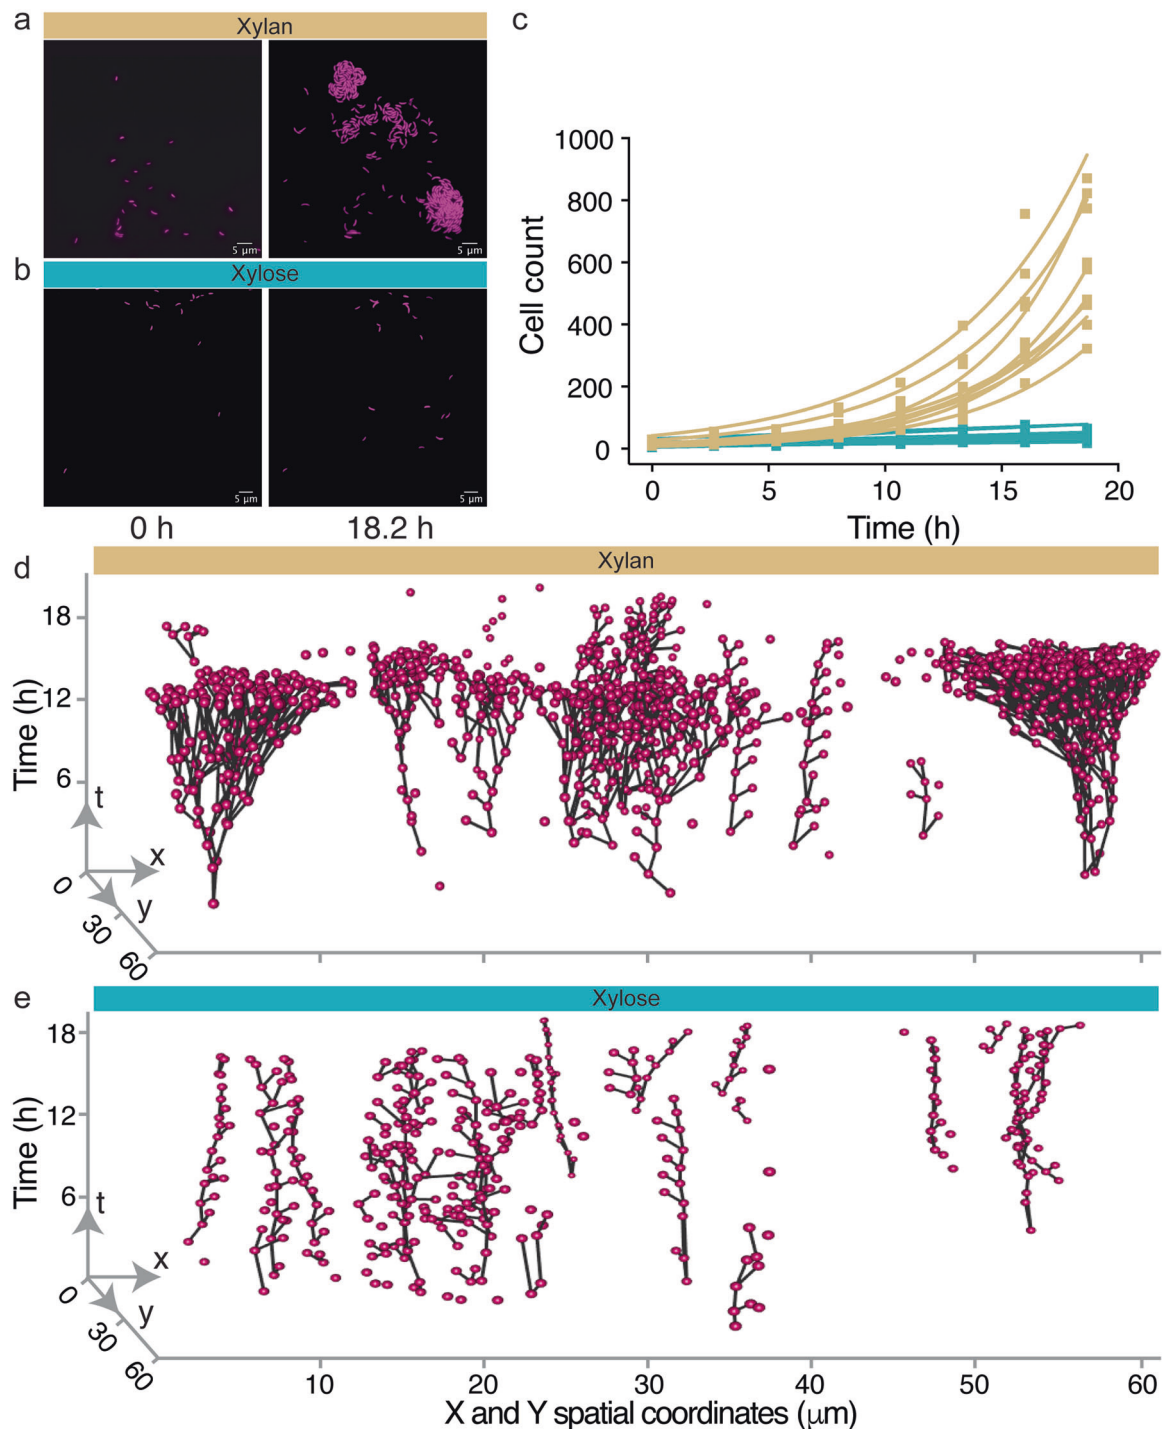 a
Xylan
5 µm
5 µm
b
Xylose
5 µm
5 µm
0 h
18.2 h
c
Cell count
1000
800
600
400
200
0
0
5
10
15
20
Time (h)
d
Xylan
Time (h)
18
12
6
t
x
y
0
30
60
e
Xylose
Time (h)
18
12
6
t
x
y
0
30
60
10
20
30
40
50
60
X and Y spatial coordinates (µm)